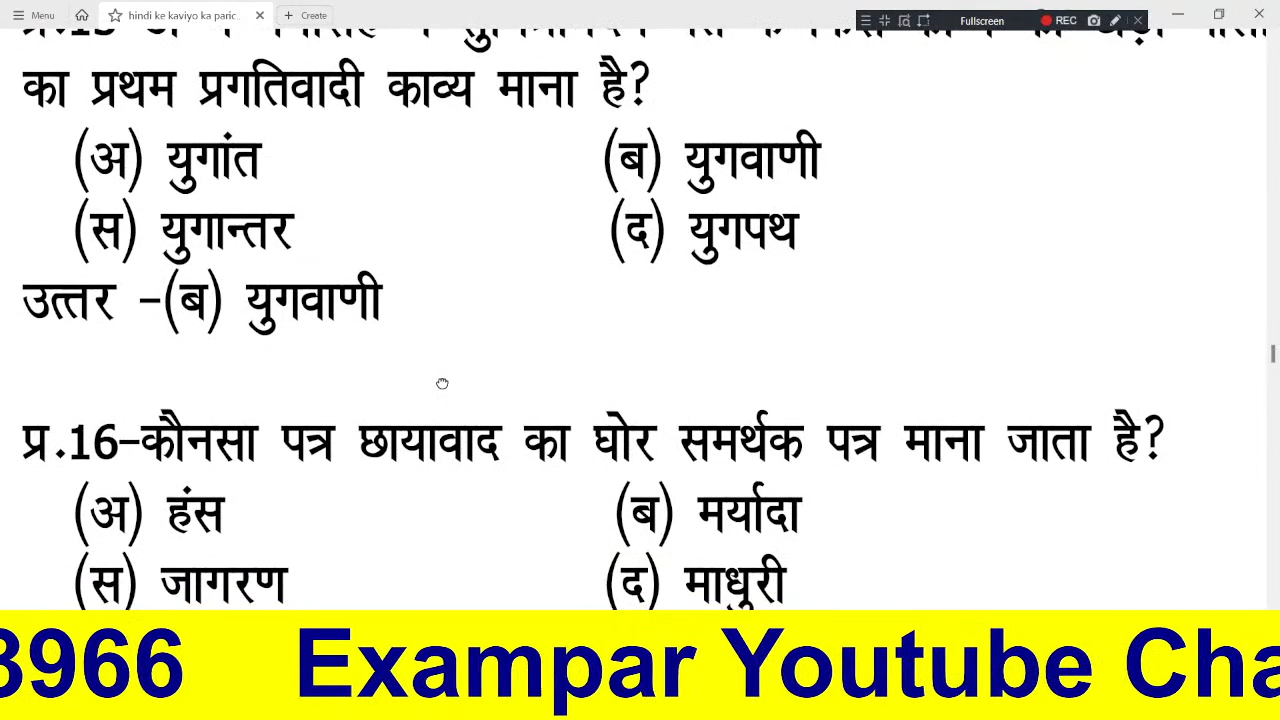 Menu
hindi ke kaviyo ka paric...
Create
Fullscreen
REC
का प्रथम प्रगतिवादी काव्य माना है?
(अ) युगांत (ब) युगवाणी
(स) युगान्तर (द) युगपथ
उत्तर -(ब) युगवाणी
प्र.16-कौनसा पत्र छायावाद का घोर समर्थक पत्र माना जाता है?
(अ) हंस (ब) मर्यादा
(स) जागरण (द) माधुरी
3966 Exampar Youtube Cha